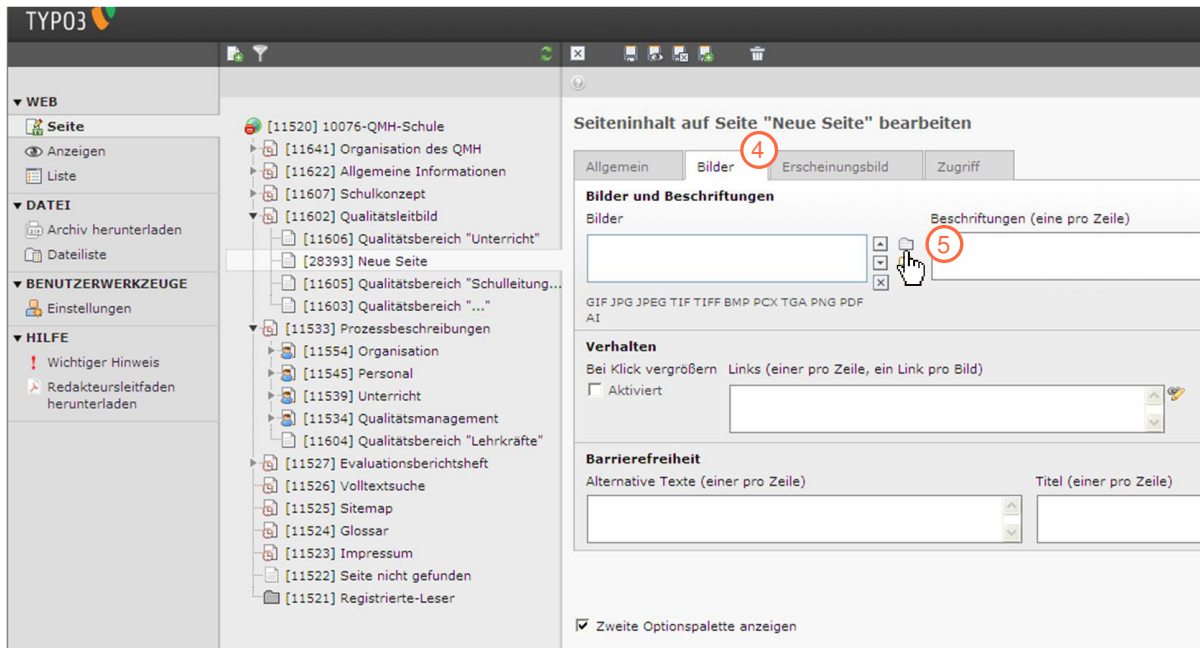 TYPO3
WEB
Seite
Anzeigen
Liste
DATEI
Archiv herunterladen
Dateiliste
BENUTZERWERKZEUGE
Einstellungen
HILFE
Wichtiger Hinweis
Redakteursleitfaden
herunterladen
[11520] 10076-QMH-Schule
[11641] Organisation des QMH
[11622] Allgemeine Informationen
[11607] Schulkonzept
[11602] Qualitätsleitbild
[11606] Qualitätsbereich "Unterricht"
[28393] Neue Seite
[11605] Qualitätsbereich "Schulleitung...
[11603] Qualitätsbereich "..."
[11533] Prozessbeschreibungen
[11554] Organisation
[11545] Personal
[11539] Unterricht
[11534] Qualitätsmanagement
[11604] Qualitätsbereich "Lehrkräfte"
[11527] Evaluationsberichtsheft
[11526] Volltextsuche
[11525] Sitemap
[11524] Glossar
[11523] Impressum
[11522] Seite nicht gefunden
[11521] Registrierte-Leser
Seiteninhalt auf Seite "Neue Seite" bearbeiten
4
Allgemein Bilder Erscheinungsbild Zugriff
Bilder und Beschriftungen
Bilder Beschriftungen (eine pro Zeile)
5
GIF JPG JPEG TIF TIFF BMP PCX TGA PNG PDF
AI
Verhalten
Bei Klick vergrößern Links (einer pro Zeile, ein Link pro Bild)
Aktiviert
Barrierefreiheit
Alternative Texte (einer pro Zeile) Titel (einer pro Zeile)
Zweite Optionspalette anzeigen